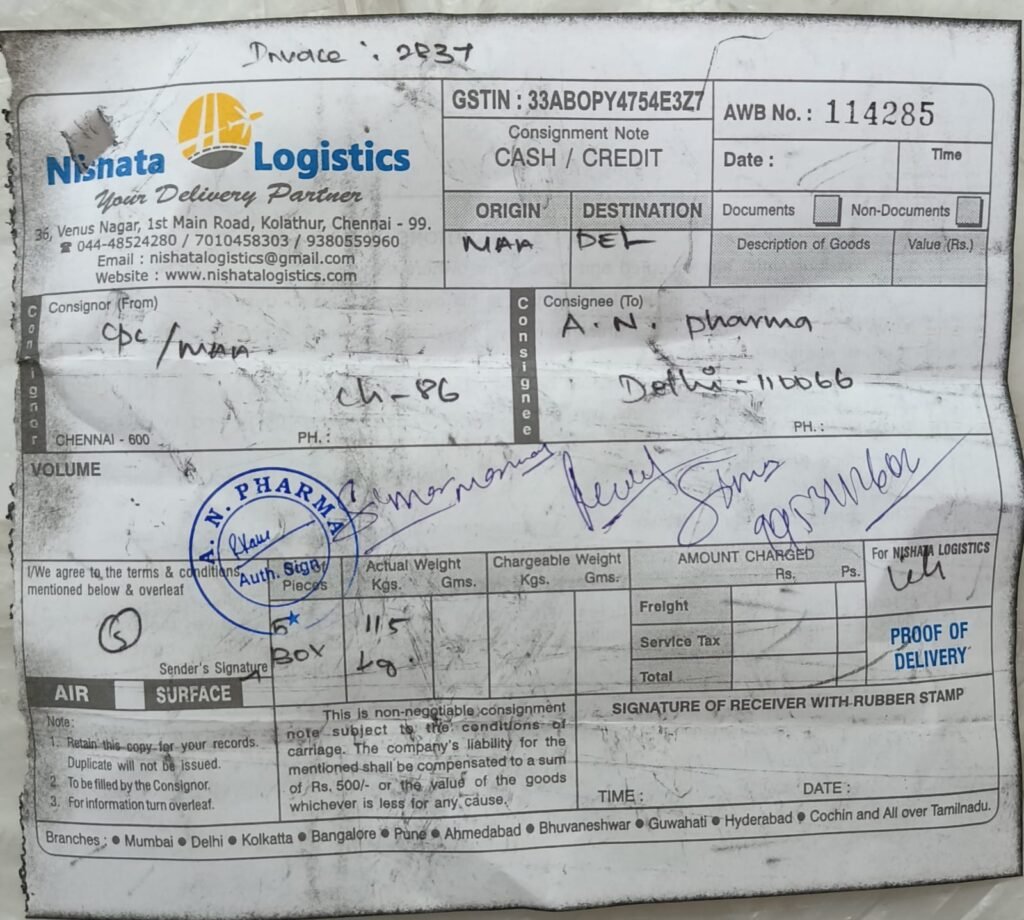 Invoice : 2837
Nishata Logistics
Your Delivery Partner
36, Venus Nagar, 1st Main Road, Kolathur, Chennai - 99.
☎ 044-48524280 / 7010458303 / 9380559960
Email : nishatalogistics@gmail.com
Website : www.nishatalogistics.com
GSTIN : 33ABOPY4754E3Z7
Consignment Note
CASH / CREDIT
AWB No. : 114285
Date :
Time
ORIGIN
DESTINATION
MAA
DEL
Documents
Non-Documents
Description of Goods
Value (Rs.)
Consignor
Consignor (From)
CPC/MAA
ch-86
CHENNAI - 600
PH. :
Consignee
Consignee (To)
A.N. pharma
Delhi-110066
PH. :
VOLUME
A. N. PHARMA
Auth. Sign.
Received
I/We agree to the terms & conditions
mentioned below & overleaf
5
Sender's Signature
Pieces
5
BOX
Actual Weight
Kgs. Gms.
115
kg.
Chargeable Weight
Kgs. Gms.
AMOUNT CHARGED
Rs. Ps.
Freight
Service Tax
Total
For NISHATA LOGISTICS
PROOF OF
DELIVERY
AIR
SURFACE
Note :
1. Retain this copy for your records.
Duplicate will not be issued.
2. To be filled by the Consignor.
3. For information turn overleaf.
This is non-negotiable consignment
note subject to the conditions of
carriage. The company's liability for the
mentioned shall be compensated to a sum
of Rs. 500/- or the value of the goods
whichever is less for any cause.
SIGNATURE OF RECEIVER WITH RUBBER STAMP
TIME :
DATE :
Branches : ● Mumbai ● Delhi ● Kolkatta ● Bangalore ● Pune ● Ahmedabad ● Bhuvaneshwar ● Guwahati ● Hyderabad ● Cochin and All over Tamilnadu.